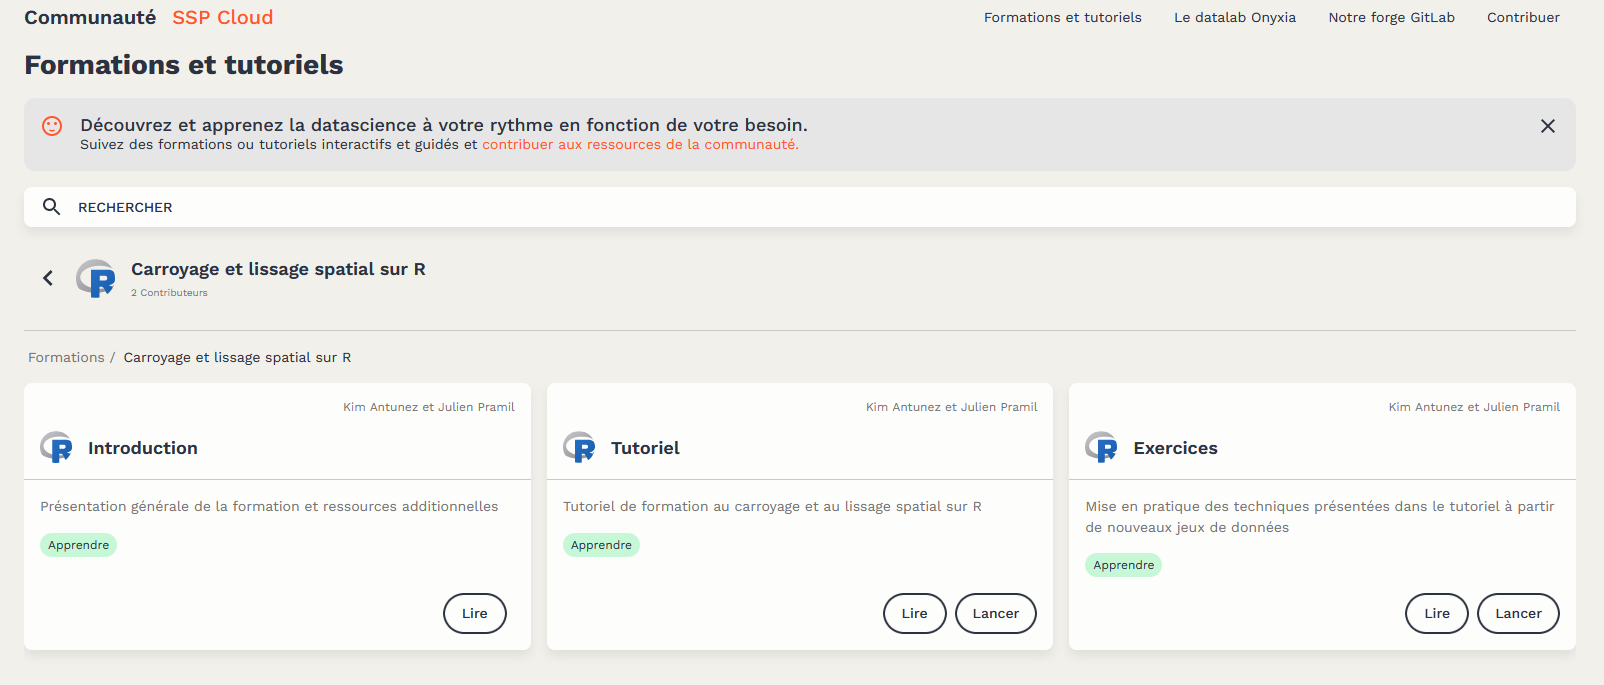 Communauté SSP Cloud
Formations et tutoriels Le datalab Onyxia Notre forge GitLab Contribuer
Formations et tutoriels
Découvrez et apprenez la datascience à votre rythme en fonction de votre besoin.
Suivez des formations ou tutoriels interactifs et guidés et contribuer aux ressources de la communauté.
RECHERCHER
R
Carroyage et lissage spatial sur R
2 Contributeurs
Formations / Carroyage et lissage spatial sur R
Kim Antunez et Julien Pramil
R Introduction
Présentation générale de la formation et ressources additionnelles
Apprendre
Lire
Kim Antunez et Julien Pramil
R Tutoriel
Tutoriel de formation au carroyage et au lissage spatial sur R
Apprendre
Lire Lancer
Kim Antunez et Julien Pramil
R Exercices
Mise en pratique des techniques présentées dans le tutoriel à partir
de nouveaux jeux de données
Apprendre
Lire Lancer